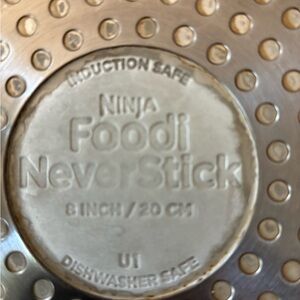 INDUCTION SAFE
NINJA
Foodi
NeverStick
8 INCH / 20 CM
U1
DISHWASHER SAFE